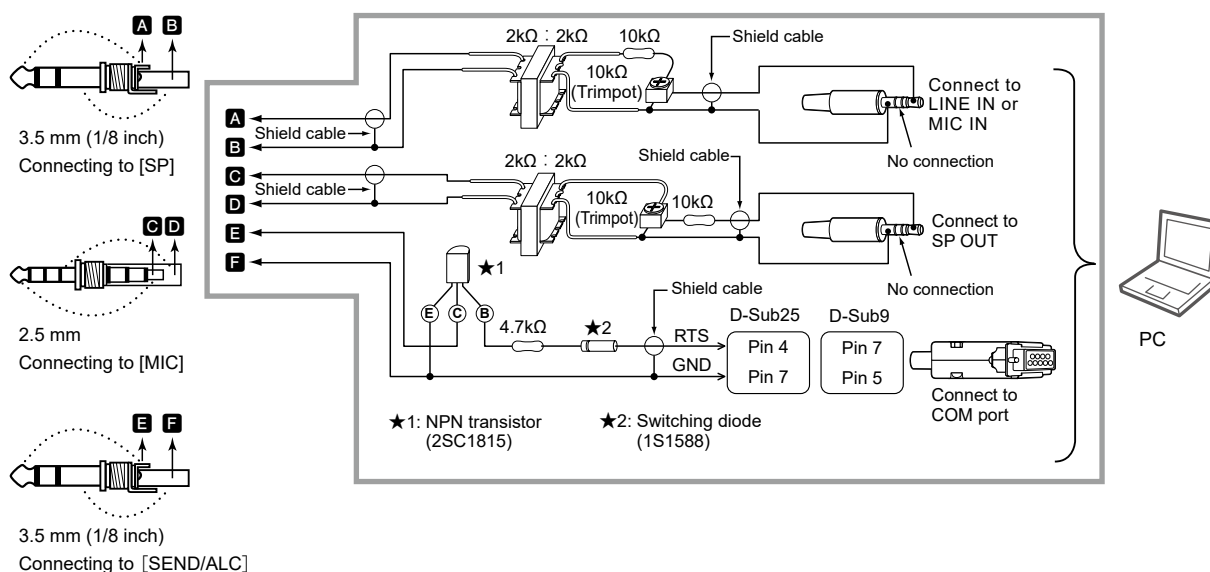 A B
3.5 mm (1/8 inch)
Connecting to [SP]
C D
2.5 mm
Connecting to [MIC]
E F
3.5 mm (1/8 inch)
Connecting to [SEND/ALC]
A
Shield cable
B
C
Shield cable
D
E
F
2kΩ : 2kΩ
10kΩ
10kΩ
(Trimpot)
Shield cable
Connect to
LINE IN or
MIC IN
No connection
2kΩ : 2kΩ
10kΩ
(Trimpot)
10kΩ
Shield cable
Connect to
SP OUT
No connection
★1
E C B
4.7kΩ
★2
Shield cable
RTS
GND
D-Sub25
Pin 4
Pin 7
D-Sub9
Pin 7
Pin 5
Connect to
COM port
★1: NPN transistor
(2SC1815)
★2: Switching diode
(1S1588)
PC